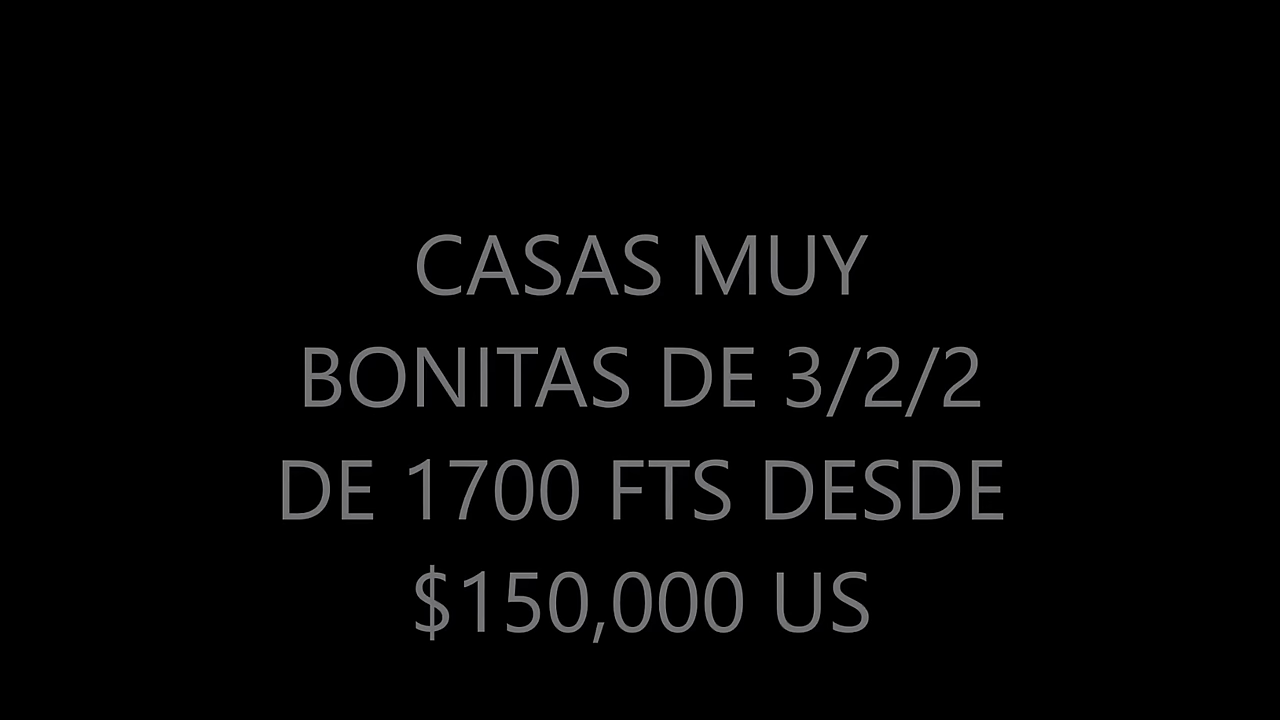 CASAS MUY
BONITAS DE 3/2/2
DE 1700 FTS DESDE
$150,000 US